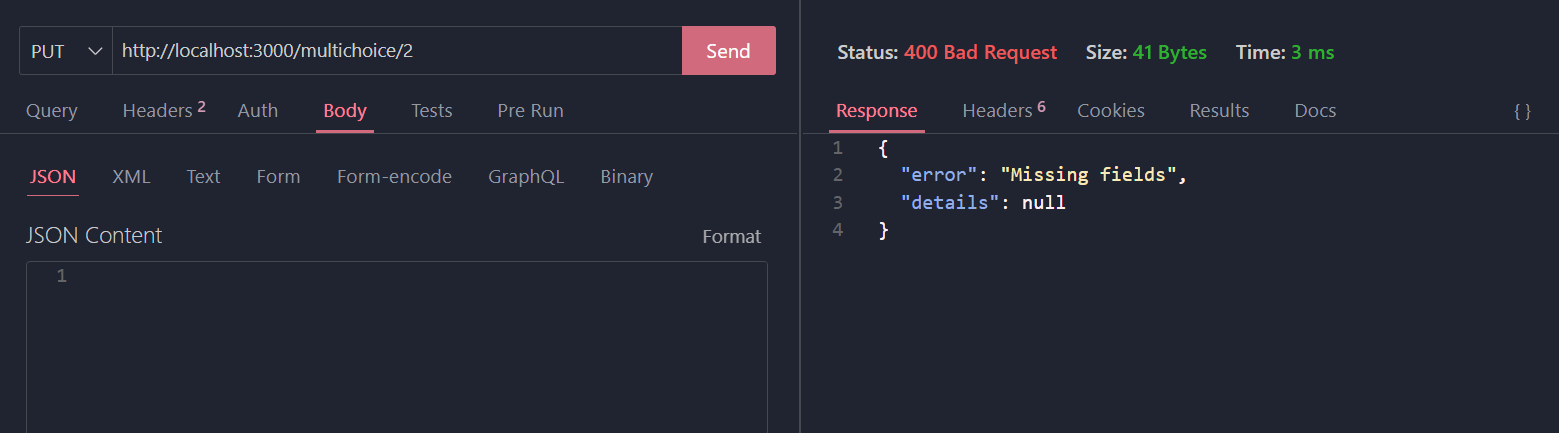 PUT http://localhost:3000/multichoice/2 Send
Query Headers 2 Auth Body Tests Pre Run
JSON XML Text Form Form-encode GraphQL Binary
JSON Content Format
1
Status: 400 Bad Request Size: 41 Bytes Time: 3 ms
Response Headers 6 Cookies Results Docs { }
1 {
2 "error": "Missing fields",
3 "details": null
4 }